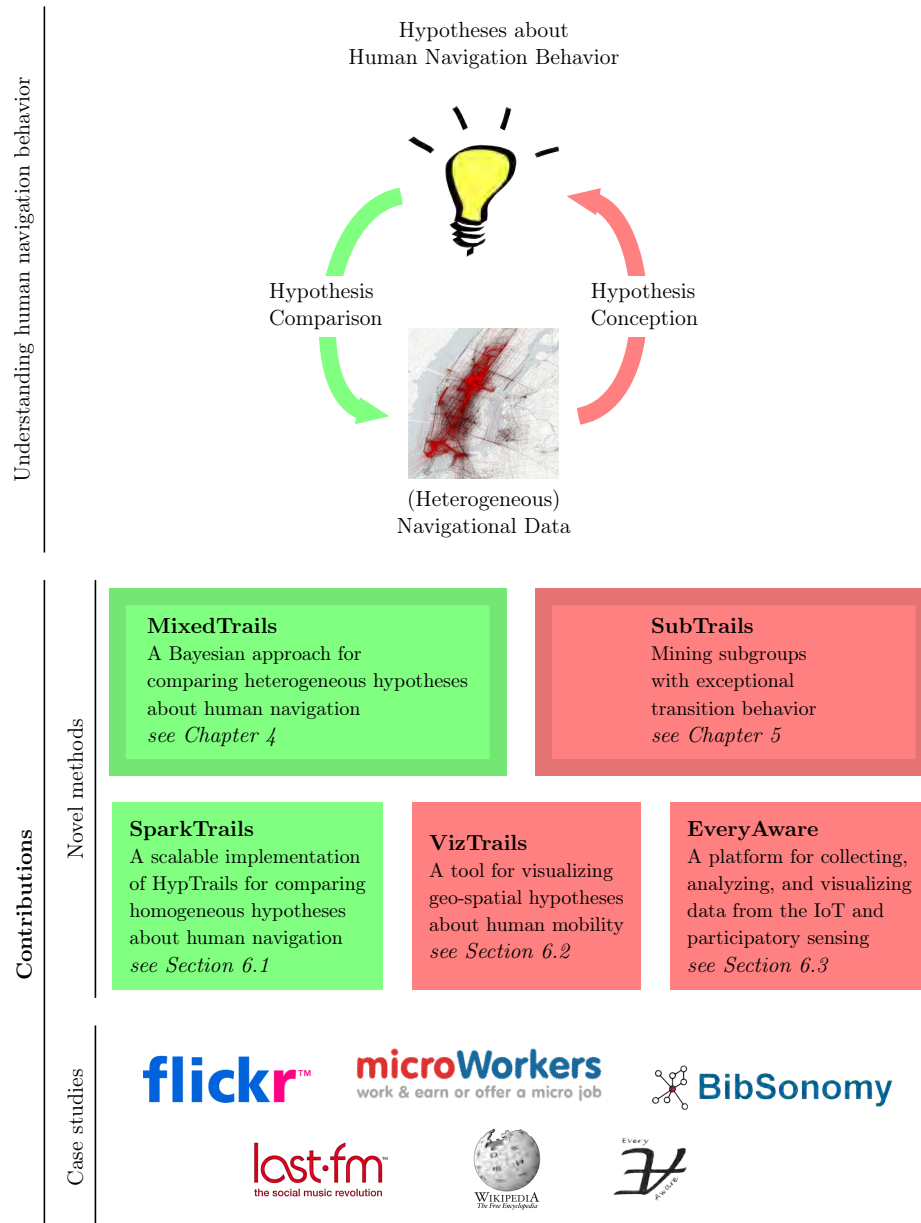 Understanding human navigation behavior
Hypotheses about
Human Navigation Behavior
Hypothesis
Comparison
Hypothesis
Conception
(Heterogeneous)
Navigational Data
Contributions
Novel methods
MixedTrails
A Bayesian approach for
comparing heterogeneous hypotheses
about human navigation
see Chapter 4
SubTrails
Mining subgroups
with exceptional
transition behavior
see Chapter 5
SparkTrails
A scalable implementation
of HypTrails for comparing
homogeneous hypotheses
about human navigation
see Section 6.1
VizTrails
A tool for visualizing
geo-spatial hypotheses
about human mobility
see Section 6.2
EveryAware
A platform for collecting,
analyzing, and visualizing
data from the IoT and
participatory sensing
see Section 6.3
Case studies
flickr™
microWorkers
work & earn or offer a micro job
BibSonomy
last·fm™
the social music revolution
WIKIPEDIA
The Free Encyclopedia
Every
Aware